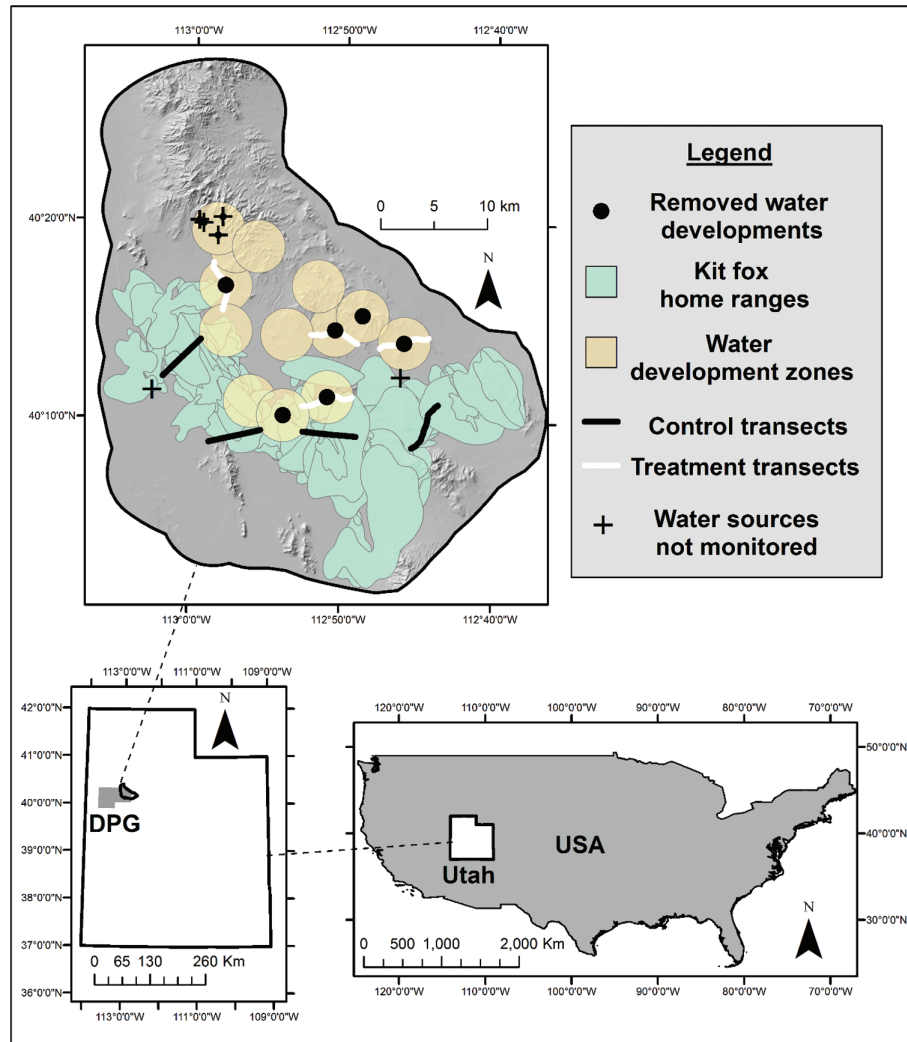 113°0'0"W 112°50'0"W
40°20'0"N
40°10'0"N
0 5 10 km
N
113°0'0"W 112°50'0"W 112°40'0"W
Legend
Removed water
developments
Kit fox
home ranges
Water
development zones
Control transects
Treatment transects
Water sources
not monitored
113°0'0"W 111°0'0"W 109°0'0"W
42°0'0"N
41°0'0"N
40°0'0"N
39°0'0"N
38°0'0"N
37°0'0"N
36°0'0"N
N
DPG
0 65 130 260 Km
113°0'0"W 111°0'0"W 109°0'0"W
120°0'0"W 110°0'0"W 100°0'0"W 90°0'0"W 80°0'0"W 70°0'0"W
50°0'0"N
40°0'0"N
30°0'0"N
USA
Utah
N
0 500 1,000 2,000 Km
120°0'0"W 110°0'0"W 100°0'0"W 90°0'0"W 80°0'0"W 70°0'0"W